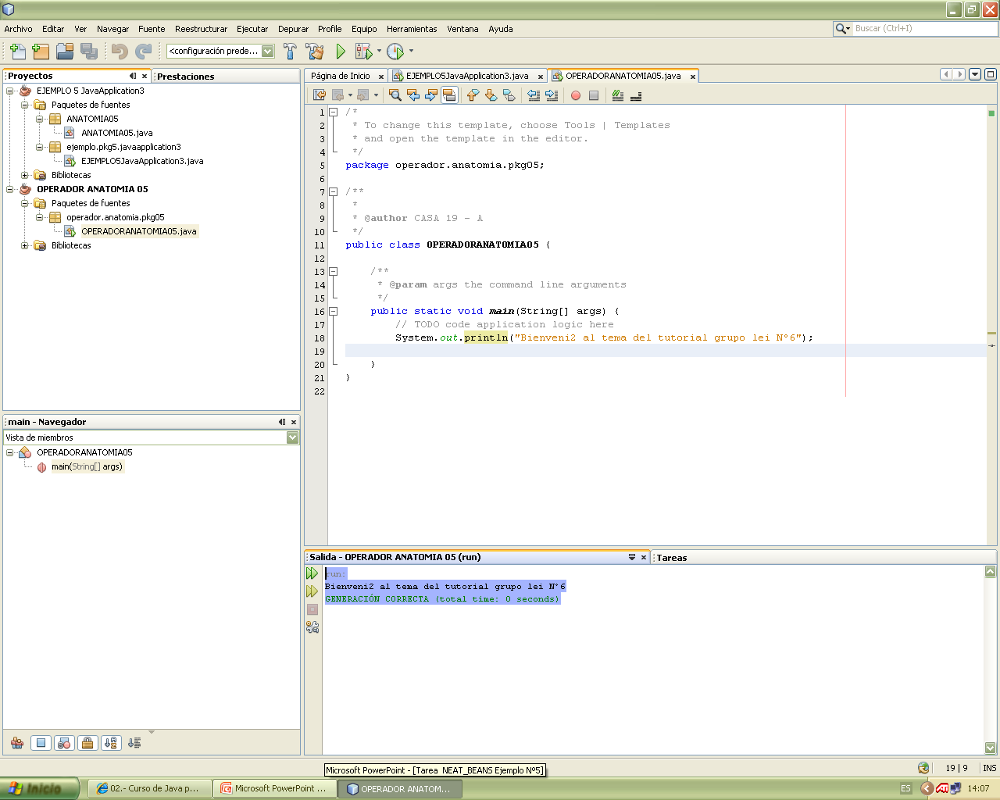 Archivo Editar Ver Navegar Fuente Reestructurar Ejecutar Depurar Profile Equipo Herramientas Ventana Ayuda
Buscar (Ctrl+I)
<configuración prede...
Proyectos
Prestaciones
EJEMPLO 5 JavaApplication3
Paquetes de fuentes
ANATOMIA05
ANATOMIA05.java
ejemplo.pkg5.javaapplication3
EJEMPLO5JavaApplication3.java
Bibliotecas
OPERADOR ANATOMIA 05
Paquetes de fuentes
operador.anatomia.pkg05
OPERADORANATOMIA05.java
Bibliotecas
main - Navegador
Vista de miembros
OPERADORANATOMIA05
main(String[] args)
Página de Inicio
EJEMPLO5JavaApplication3.java
OPERADORANATOMIA05.java
1 /*
2 * To change this template, choose Tools | Templates
3 * and open the template in the editor.
4 */
5 package operador.anatomia.pkg05;
6
7 /**
8 *
9 * @author CASA 19 - A
10 */
11 public class OPERADORANATOMIA05 {
12
13 /**
14 * @param args the command line arguments
15 */
16 public static void main(String[] args) {
17 // TODO code application logic here
18 System.out.println("Bienveni2 al tema del tutorial grupo lei N°6");
19
20 }
21 }
22
Salida - OPERADOR ANATOMIA 05 (run)
Tareas
run:
Bienveni2 al tema del tutorial grupo lei N°6
GENERACIÓN CORRECTA (total time: 0 seconds)
19 | 9 INS
Microsoft PowerPoint - [Tarea NEAT_BEANS Ejemplo Nº5]
Inicio
02.- Curso de Java p...
Microsoft PowerPoint ...
OPERADOR ANATOM...
ES
14:07